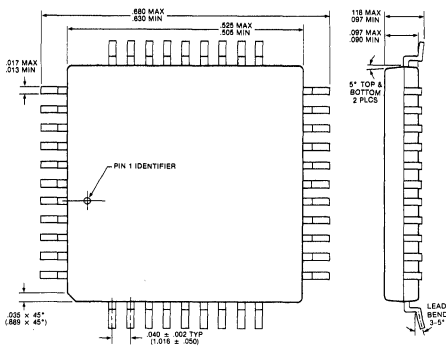 .680 MAX
.630 MIN
.525 MAX
.505 MIN
.118 MAX
.097 MIN
.097 MAX
.090 MIN
.017 MAX
.013 MIN
5° TOP &
BOTTOM
2 PLCS
PIN 1 IDENTIFIER
.035 × 45°
(.889 × 45°)
.040 ± .002 TYP
(1.016 ± .050)
LEAD
BEND
3-5°